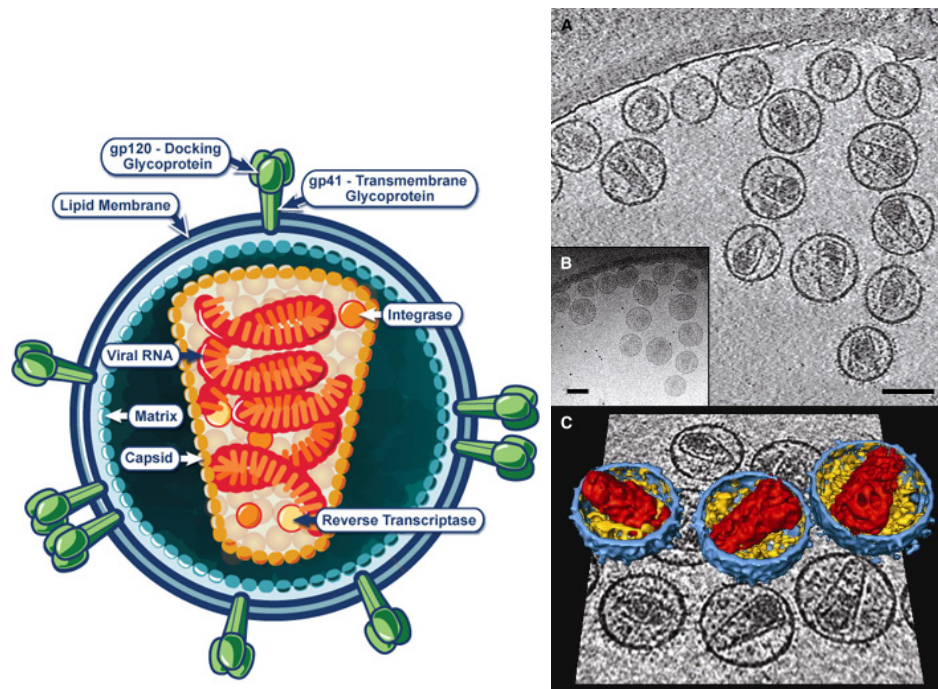 gp120 - Docking
Glycoprotein
gp41 - Transmembrane
Glycoprotein
Lipid Membrane
Integrase
Viral RNA
Matrix
Capsid
Reverse Transcriptase
A
B
C